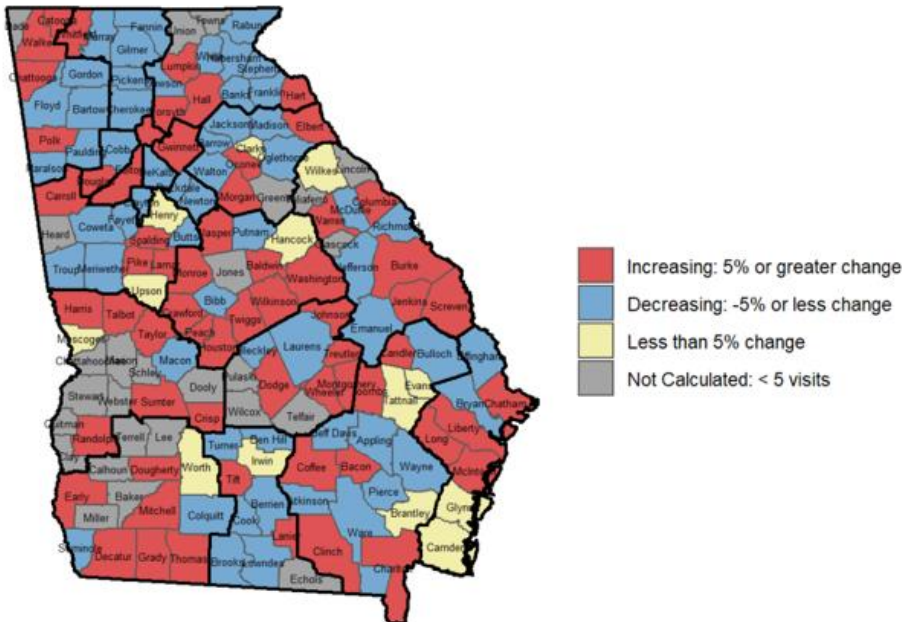 Catoosa
Fannin
Towns
Rabun
Union
Murray
Walker
Gilmer
Lumpkin
Habersham
Chattooga
Gordon
Pickens
Dawson
Hall
Banks
Franklin
Hart
Floyd
Bartow
Cherokee
Forsyth
Jackson
Madison
Elbert
Polk
Cobb
Gwinnett
Barrow
Clarke
Oglethorpe
Paulding
Haralson
Douglas
DeKalb
Walton
Oconee
Wilkes
Lincoln
Carroll
Rockdale
Newton
Morgan
Greene
Taliaferro
Columbia
McDuffie
Warren
Richmond
Fayette
Henry
Heard
Coweta
Butts
Jasper
Putnam
Hancock
Glascock
Spalding
Jefferson
Burke
Troup
Meriwether
Pike
Lamar
Monroe
Jones
Baldwin
Washington
Upson
Bibb
Wilkinson
Jenkins
Screven
Harris
Talbot
Crawford
Twiggs
Johnson
Emanuel
Taylor
Peach
Houston
Muscogee
Macon
Bleckley
Laurens
Treutlen
Candler
Bulloch
Effingham
Chattahoochee
Schley
Dooly
Pulaski
Dodge
Montgomery
Wheeler
Toombs
Evans
Tattnall
Bryan
Chatham
Stewart
Webster
Sumter
Crisp
Wilcox
Telfair
Liberty
Long
Quitman
Randolph
Terrell
Lee
Turner
Ben Hill
Jeff Davis
Appling
Wayne
Clay
Calhoun
Dougherty
Worth
Irwin
Coffee
Bacon
McIntosh
Tift
Early
Baker
Mitchell
Pierce
Miller
Colquitt
Berrien
Atkinson
Brantley
Glynn
Cook
Ware
Seminole
Decatur
Grady
Thomas
Brooks
Lowndes
Lanier
Clinch
Charlton
Camden
Echols
Increasing: 5% or greater change
Decreasing: -5% or less change
Less than 5% change
Not Calculated: < 5 visits